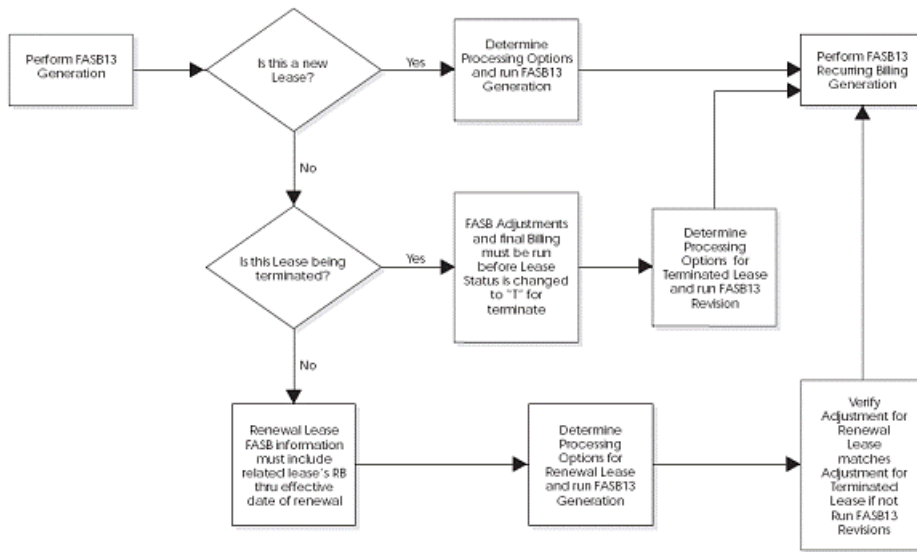 Perform FASB13
Generation
Is this a new
Lease?
Yes
Determine
Processing Options
and run FASB13
Generation
Perform FASB13
Recurring Billing
Generation
No
Is this Lease being
terminated?
Yes
FASB Adjustments
and final Billing
must be run
before Lease
Status is changed
to "T" for
terminate
Determine
Processing
Options for
Terminated Lease
and run FASB13
Revision
No
Renewal Lease
FASB information
must include
related lease's RB
thru effective
date of renewal
Determine
Processing
Options for
Renewal Lease
and run FASB13
Generation
Verify
Adjustment for
Renewal
Lease
matches
Adjustment for
Terminated
Lease if not
Run FASB13
Revisions